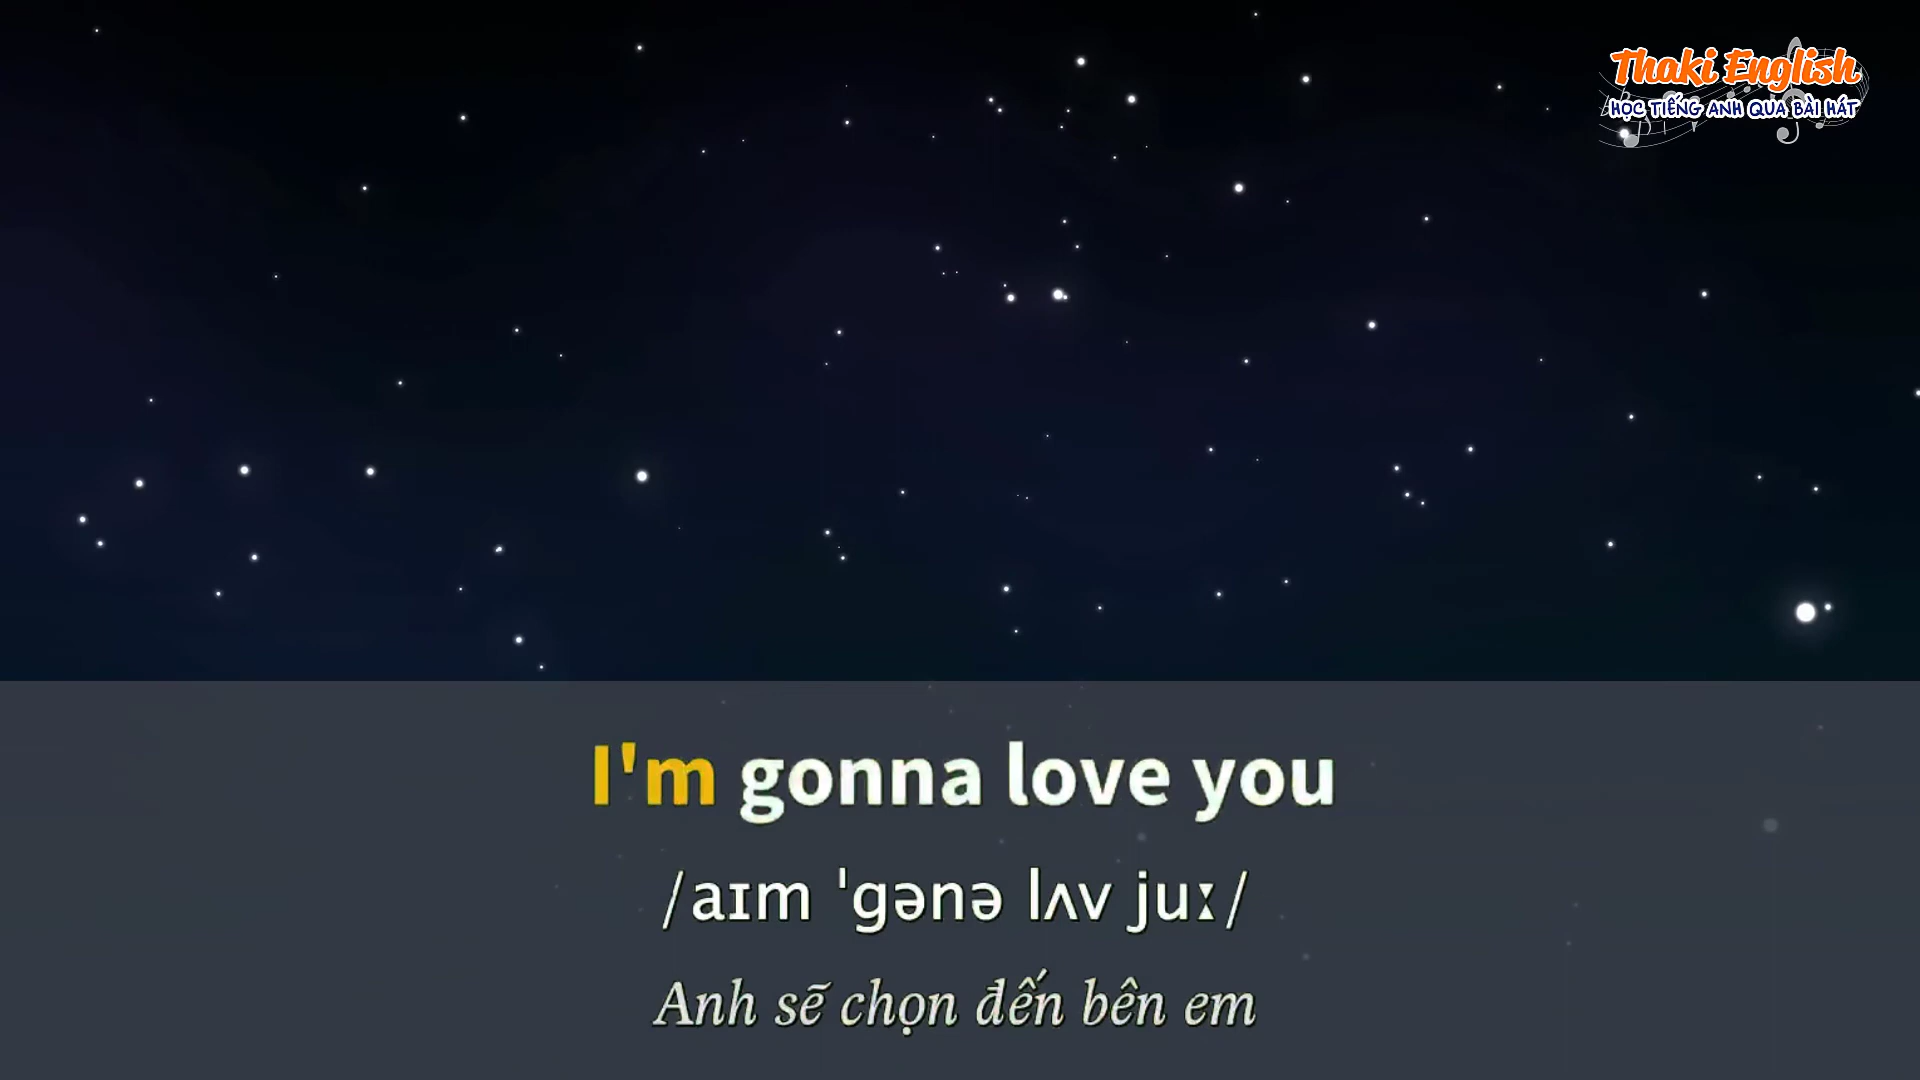 Thaki English
HỌC TIẾNG ANH QUA BÀI HÁT
I'm gonna love you
/aɪm ˈɡənə lʌv juː/
Anh sẽ chọn đến bên em